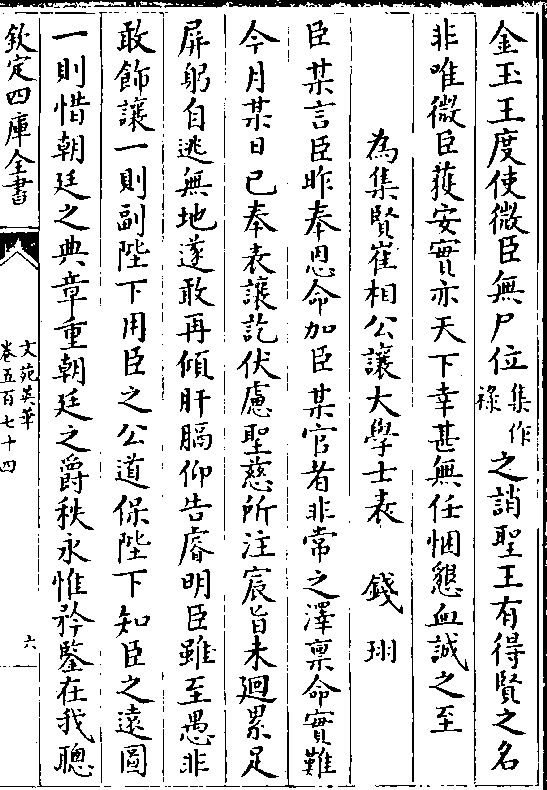 金玉王度使微臣無尸位集作祿之誚聖王有得賢之名
非唯微臣獲安實亦天下幸甚無任悃懇血誠之至
為集賢崔相公讓大學士表　錢珝
臣某言臣昨奉恩命加臣某官者非常之澤稟命實難
今月某日已奉表讓訖伏慮聖慈所注宸旨未廻累足
屏躬自逃無地遂敢再傾肝膈仰告睿明臣雖至愚非
敢飾讓一則副陛下用臣之公道保陛下知臣之遠圖
一則惜朝廷之典章重朝廷之爵秩永惟矜鑒在我聰
欽定四庫全書
文苑英華
卷五百七十四
六